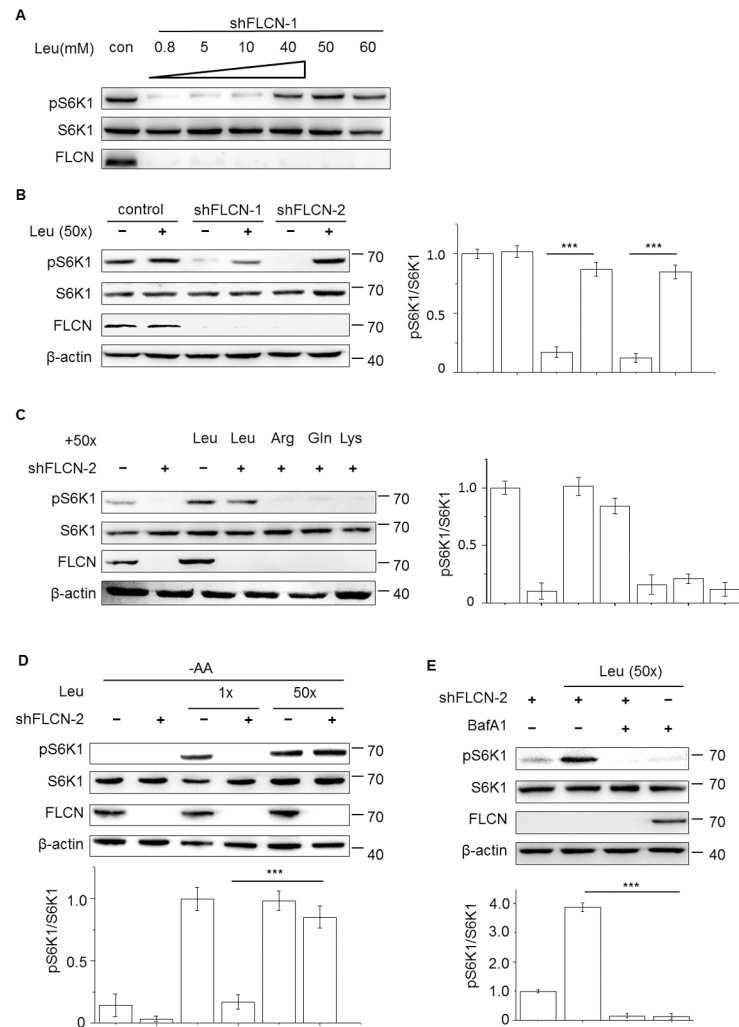 A
shFLCN-1
Leu(mM) con 0.8 5 10 40 50 60
pS6K1
S6K1
FLCN
B
control shFLCN-1 shFLCN-2
Leu (50x) − + − + − +
pS6K1 70
S6K1 70
FLCN 70
β-actin 40
pS6K1/S6K1
1.0
0.5
0
*** ***
C
+50x Leu Leu Arg Gln Lys
shFLCN-2 − + − + + + +
pS6K1 70
S6K1 70
FLCN 70
β-actin 40
pS6K1/S6K1
1.0
0.5
0
D
-AA
Leu 1x 50x
shFLCN-2 − + − + − +
pS6K1 70
S6K1 70
FLCN 70
β-actin 40
pS6K1/S6K1
1.0
0.5
0
***
E
Leu (50x)
shFLCN-2 + + + −
BafA1 − − + +
pS6K1 70
S6K1 70
FLCN 70
β-actin 40
pS6K1/S6K1
4.0
3.0
2.0
1.0
0
***